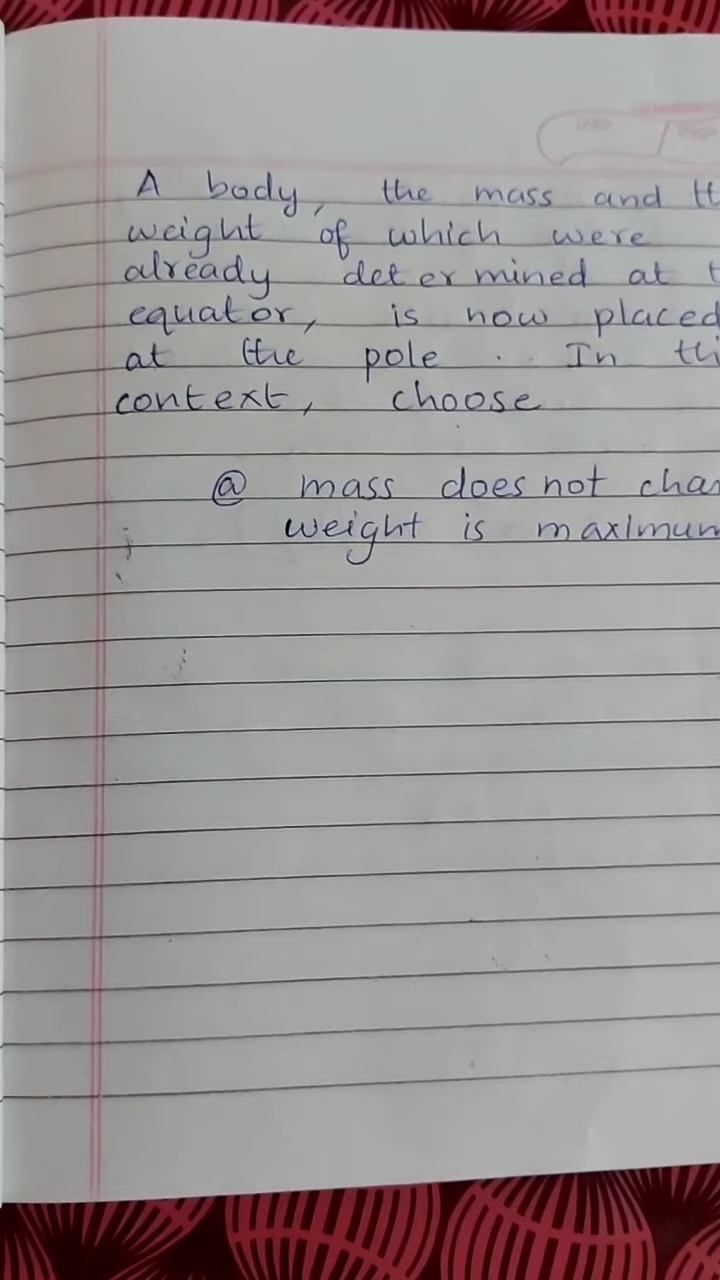 A body, the mass and
weight of which were
already determined at
equator, is now placed
at the pole. In
context, choose
ⓐ mass does not
weight is